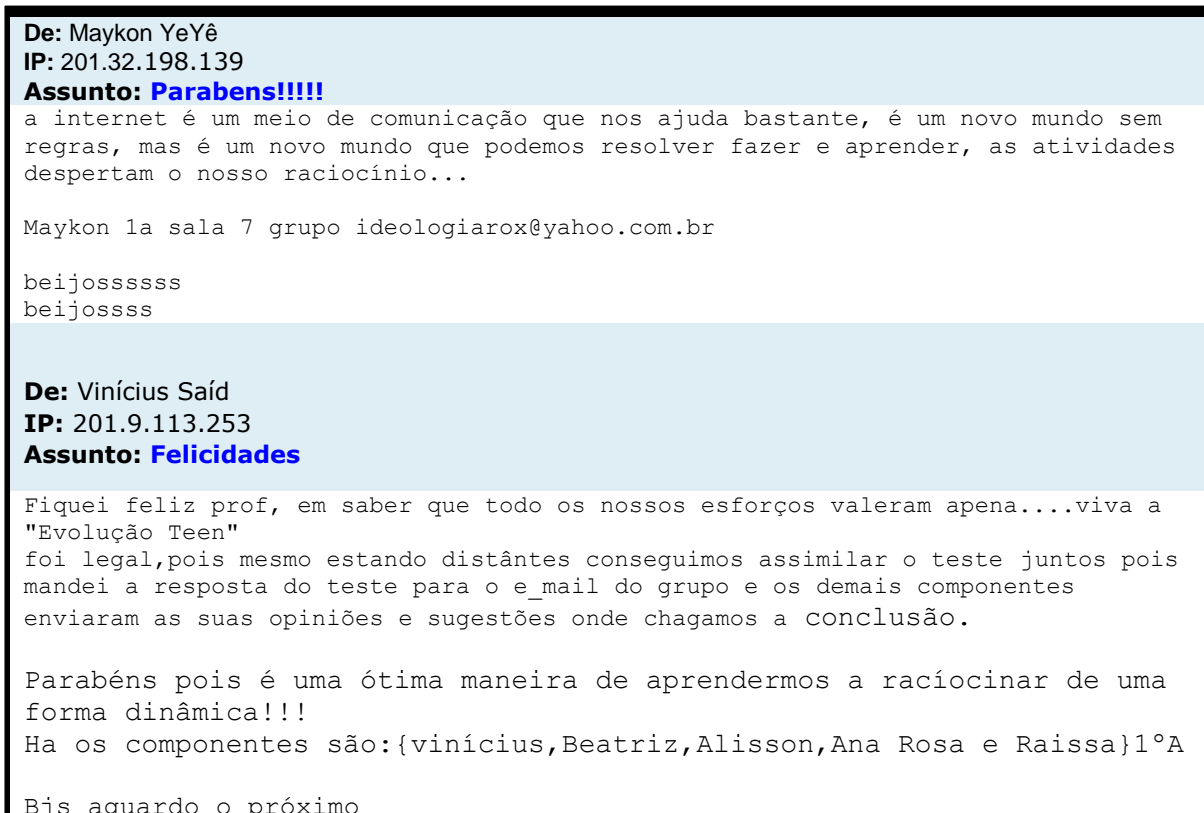 De: Maykon YeYê
IP: 201.32.198.139
Assunto: Parabens!!!!!
a internet é um meio de comunicação que nos ajuda bastante, é um novo mundo sem
regras, mas é um novo mundo que podemos resolver fazer e aprender, as atividades
despertam o nosso raciocínio...
Maykon 1a sala 7 grupo ideologiarox@yahoo.com.br
beijossssss
beijossss
De: Vinícius Saíd
IP: 201.9.113.253
Assunto: Felicidades
Fiquei feliz prof, em saber que todo os nossos esforços valeram apena....viva a
"Evolução Teen"
foi legal,pois mesmo estando distântes conseguimos assimilar o teste juntos pois
mandei a resposta do teste para o e_mail do grupo e os demais componentes
enviaram as suas opiniões e sugestões onde chagamos a conclusão.
Parabéns pois é uma ótima maneira de aprendermos a racíocinar de uma
forma dinâmica!!!
Ha os componentes são:{vinícius,Beatriz,Alisson,Ana Rosa e Raissa}1ºA
Bjs aguardo o próximo